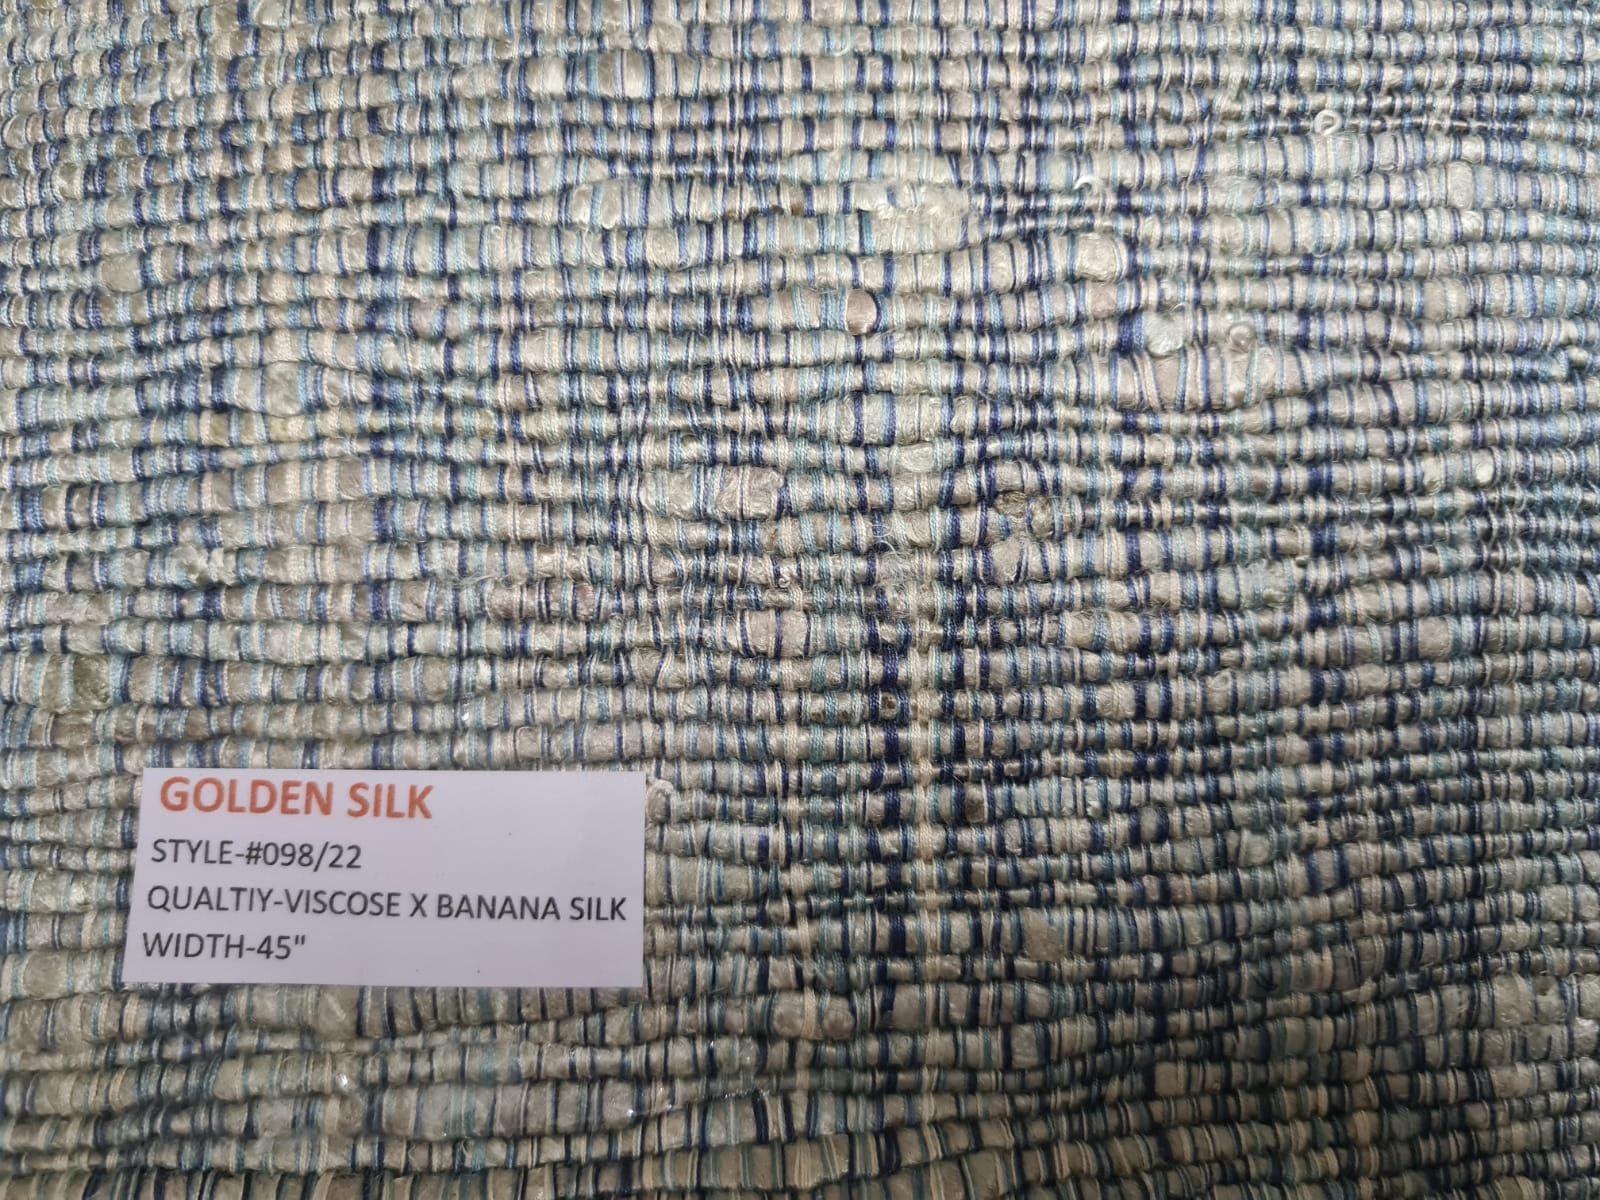 GOLDEN SILK
STYLE-#098/22
QUALTIY-VISCOSE X BANANA SILK
WIDTH-45"